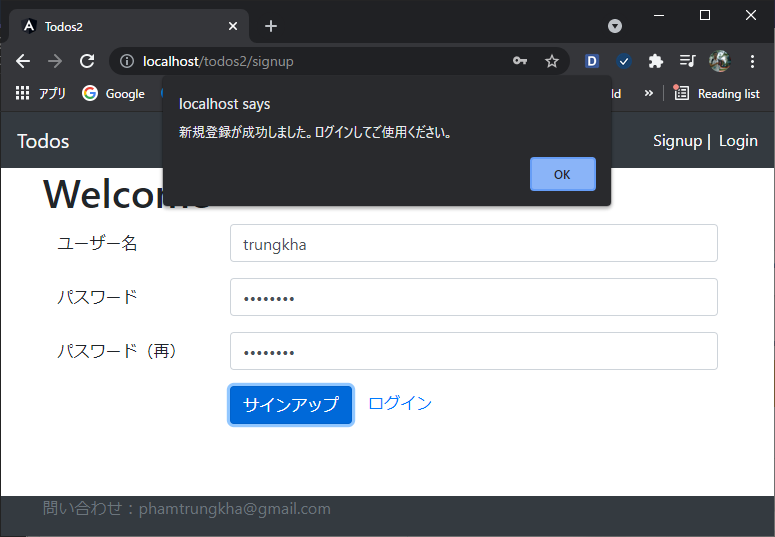 Todos2
localhost/todos2/signup
D
アプリ
Google
ld
»
Reading list
localhost says
新規登録が成功しました。ログインしてご使用ください。
OK
Todos
Signup | Login
Welcome
ユーザー名
trungkha
パスワード
••••••••
パスワード（再）
••••••••
サインアップ
ログイン
問い合わせ：phamtrungkha@gmail.com